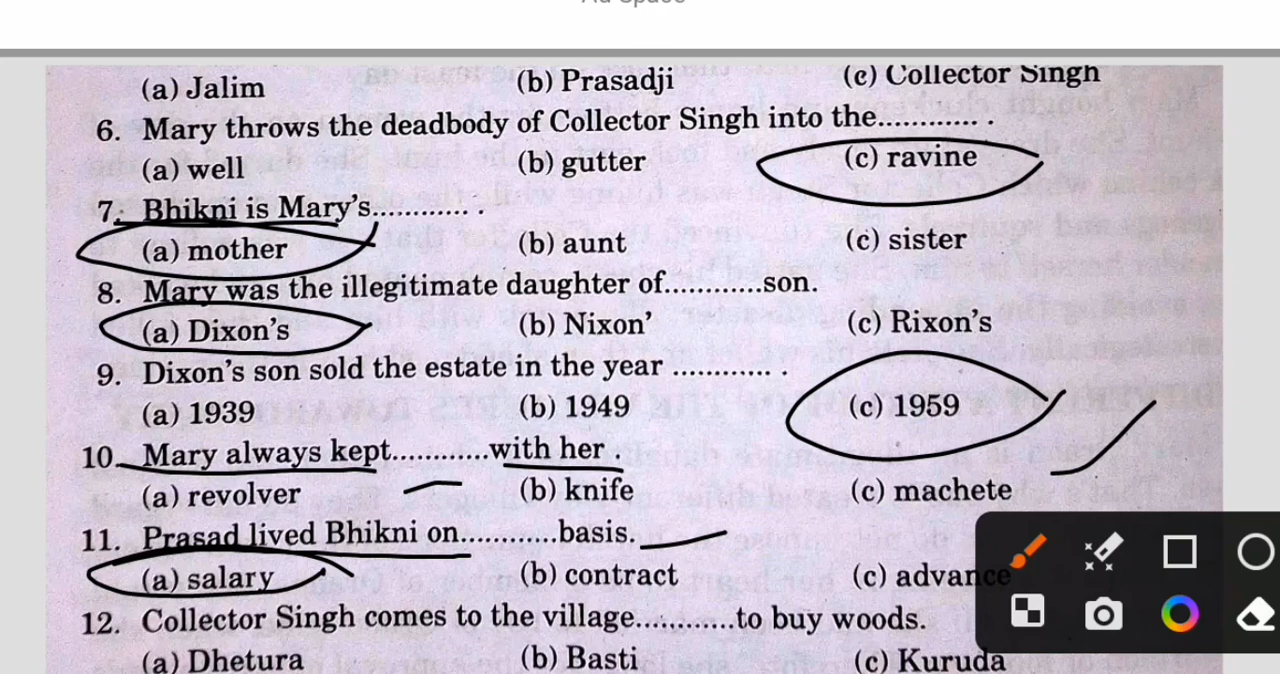 (a) Jalim (b) Prasadji (c) Collector Singh
6. Mary throws the deadbody of Collector Singh into the............. .
(a) well (b) gutter (c) ravine
7. Bhikni is Mary's............ .
(a) mother (b) aunt (c) sister
8. Mary was the illegitimate daughter of............son.
(a) Dixon's (b) Nixon' (c) Rixon's
9. Dixon's son sold the estate in the year ............. .
(a) 1939 (b) 1949 (c) 1959
10. Mary always kept............with her .
(a) revolver (b) knife (c) machete
11. Prasad lived Bhikni on............basis.
(a) salary (b) contract (c) advance
12. Collector Singh comes to the village............to buy woods.
(a) Dhetura (b) Basti (c) Kuruda